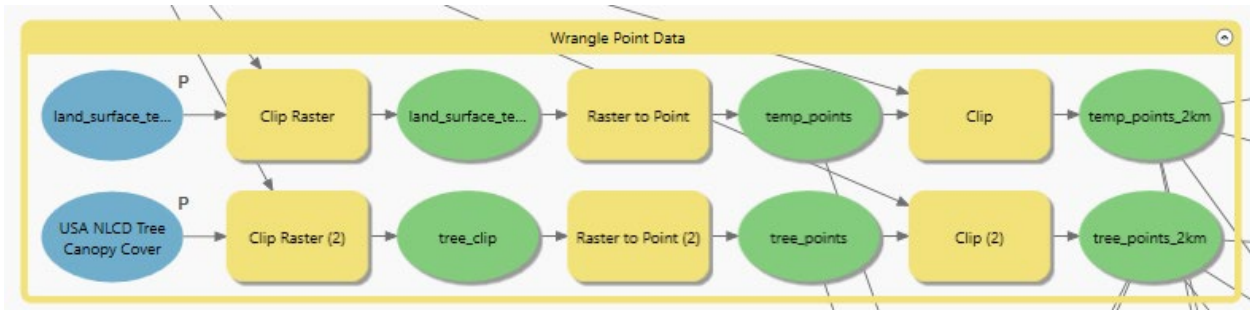 Wrangle Point Data
P
land_surface_te...
Clip Raster
land_surface_te...
Raster to Point
temp_points
Clip
temp_points_2km
P
USA NLCD Tree
Canopy Cover
Clip Raster (2)
tree_clip
Raster to Point (2)
tree_points
Clip (2)
tree_points_2km